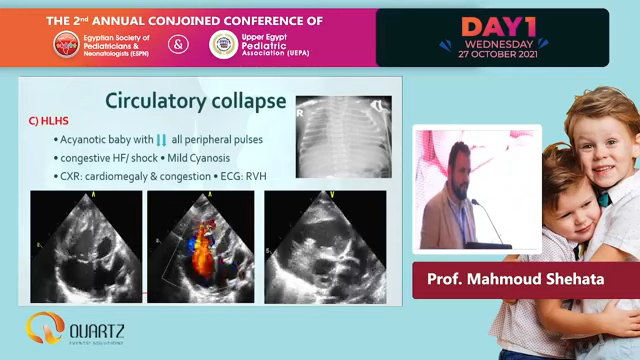 THE 2nd ANNUAL CONJOINED CONFERENCE OF
Egyptian Society of
Pediatricians &
Neonatologists (ESPN)
&
Upper Egypt
Pediatric
Association (UEPA)
DAY1
WEDNESDAY
27 OCTOBER 2021
Circulatory collapse
C) HLHS
• Acyanotic baby with ↓↓ all peripheral pulses
• congestive HF/ shock • Mild Cyanosis
• CXR: cardiomegaly & congestion • ECG: RVH
R
Prof. Mahmoud Shehata
QUARTZ